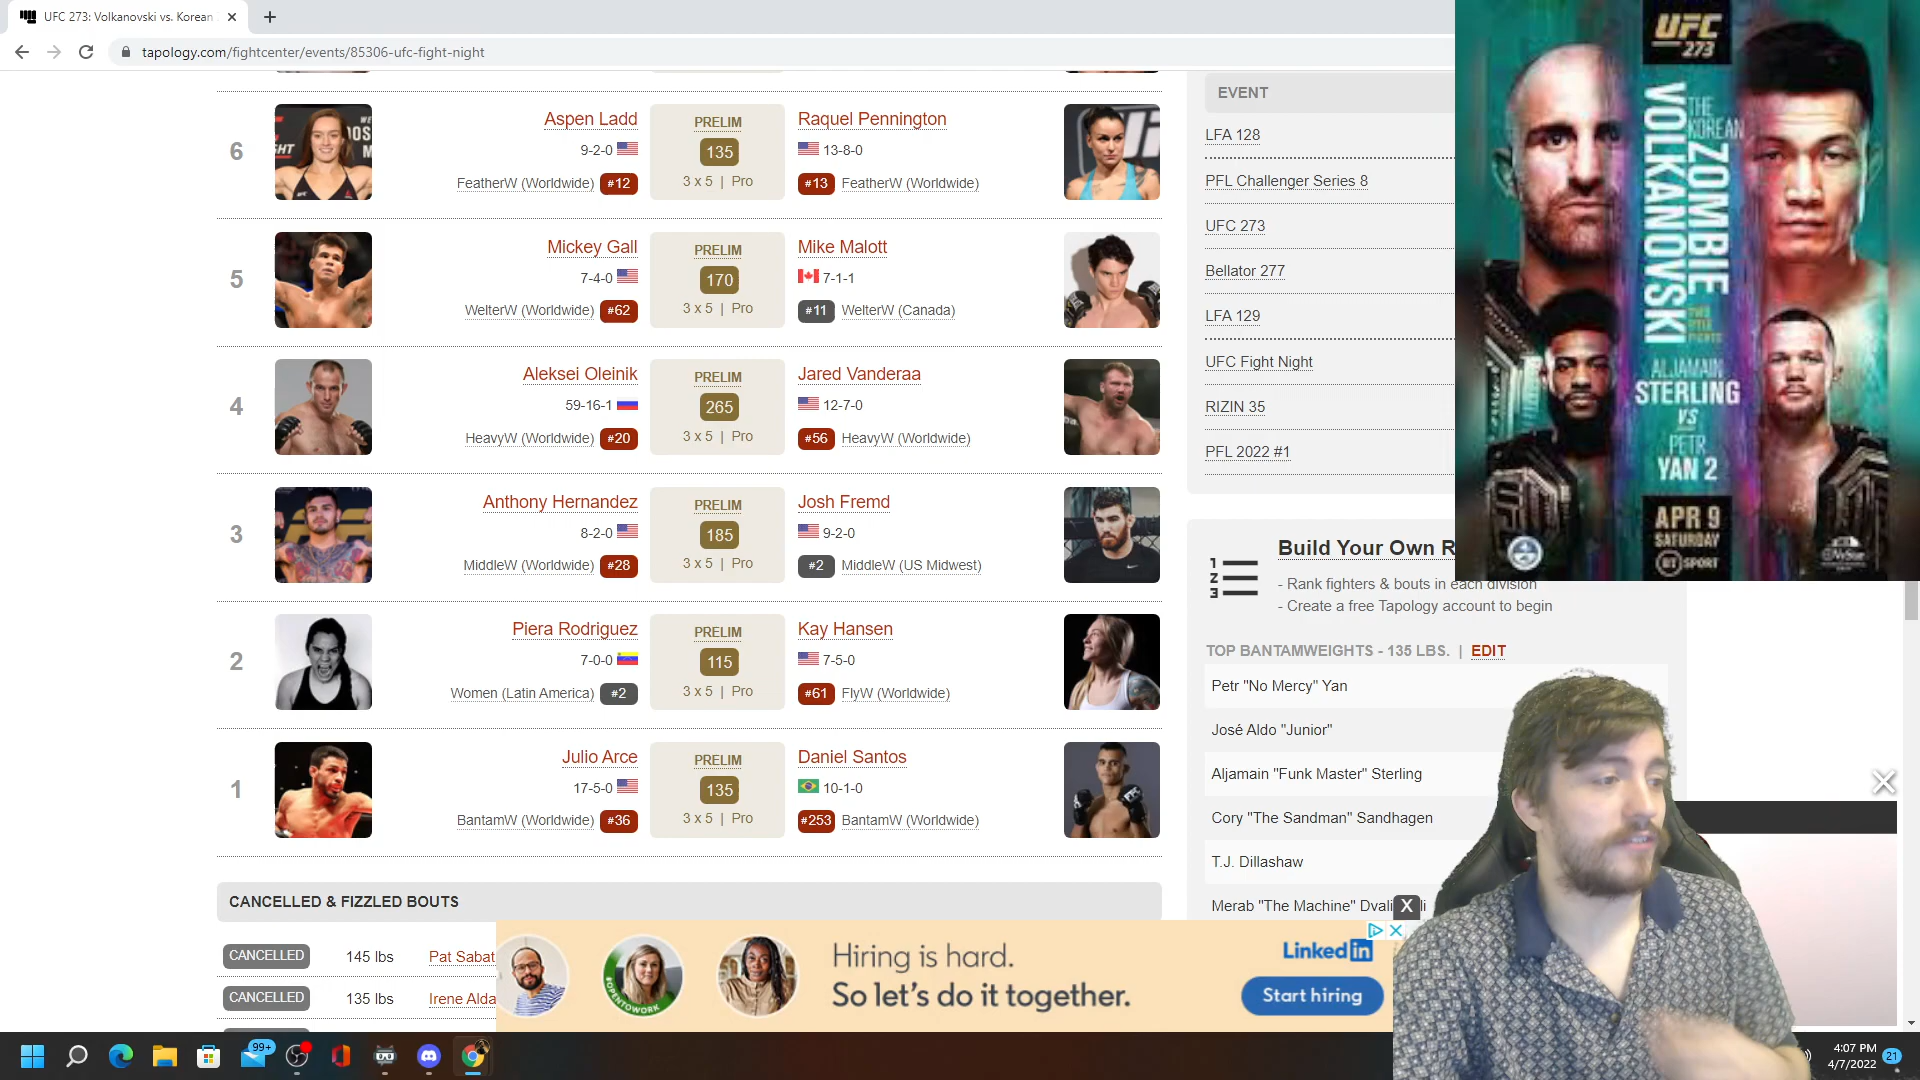 UFC 273: Volkanovski vs. Korean
tapology.com/fightcenter/events/85306-ufc-fight-night
6
Aspen Ladd
9-2-0
FeatherW (Worldwide) #12
PRELIM
135
3 x 5 | Pro
Raquel Pennington
13-8-0
#13 FeatherW (Worldwide)
5
Mickey Gall
7-4-0
WelterW (Worldwide) #62
PRELIM
170
3 x 5 | Pro
Mike Malott
7-1-1
#11 WelterW (Canada)
4
Aleksei Oleinik
59-16-1
HeavyW (Worldwide) #20
PRELIM
265
3 x 5 | Pro
Jared Vanderaa
12-7-0
#56 HeavyW (Worldwide)
3
Anthony Hernandez
8-2-0
MiddleW (Worldwide) #28
PRELIM
185
3 x 5 | Pro
Josh Fremd
9-2-0
#2 MiddleW (US Midwest)
2
Piera Rodriguez
7-0-0
Women (Latin America) #2
PRELIM
115
3 x 5 | Pro
Kay Hansen
7-5-0
#61 FlyW (Worldwide)
1
Julio Arce
17-5-0
BantamW (Worldwide) #36
PRELIM
135
3 x 5 | Pro
Daniel Santos
10-1-0
#253 BantamW (Worldwide)
CANCELLED & FIZZLED BOUTS
CANCELLED 145 lbs Pat Sabat
CANCELLED 135 lbs Irene Alda
EVENT
LFA 128
PFL Challenger Series 8
UFC 273
Bellator 277
LFA 129
UFC Fight Night
RIZIN 35
PFL 2022 #1
1
2
3
Build Your Own R
- Rank fighters & bouts in each division
- Create a free Tapology account to begin
TOP BANTAMWEIGHTS - 135 LBS. | EDIT
Petr "No Mercy" Yan
José Aldo "Junior"
Aljamain "Funk Master" Sterling
Cory "The Sandman" Sandhagen
T.J. Dillashaw
Merab "The Machine" Dvali
UFC
273
VOLKANOVSKI
THE KOREAN
ZOMBIE
ALJAMAIN
STERLING
VS
PETR
YAN 2
APR 9
SATURDAY
BT SPORT
#OPENTOWORK
Hiring is hard.
So let's do it together.
LinkedIn
Start hiring
X
99+
4:07 PM
4/7/2022
21